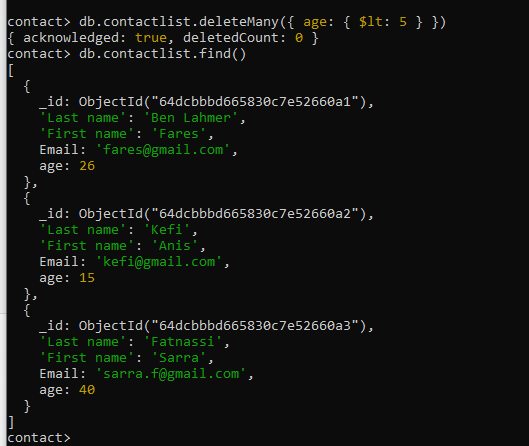 contact> db.contactlist.deleteMany({ age: { $lt: 5 } })
{ acknowledged: true, deletedCount: 0 }
contact> db.contactlist.find()
[
  {
    _id: ObjectId("64dcbbbd665830c7e52660a1"),
    'Last name': 'Ben Lahmer',
    'First name': 'Fares',
    Email: 'fares@gmail.com',
    age: 26
  },
  {
    _id: ObjectId("64dcbbbd665830c7e52660a2"),
    'Last name': 'Kefi',
    'First name': 'Anis',
    Email: 'kefi@gmail.com',
    age: 15
  },
  {
    _id: ObjectId("64dcbbbd665830c7e52660a3"),
    'Last name': 'Fatnassi',
    'First name': 'Sarra',
    Email: 'sarra.f@gmail.com',
    age: 40
  }
]
contact>